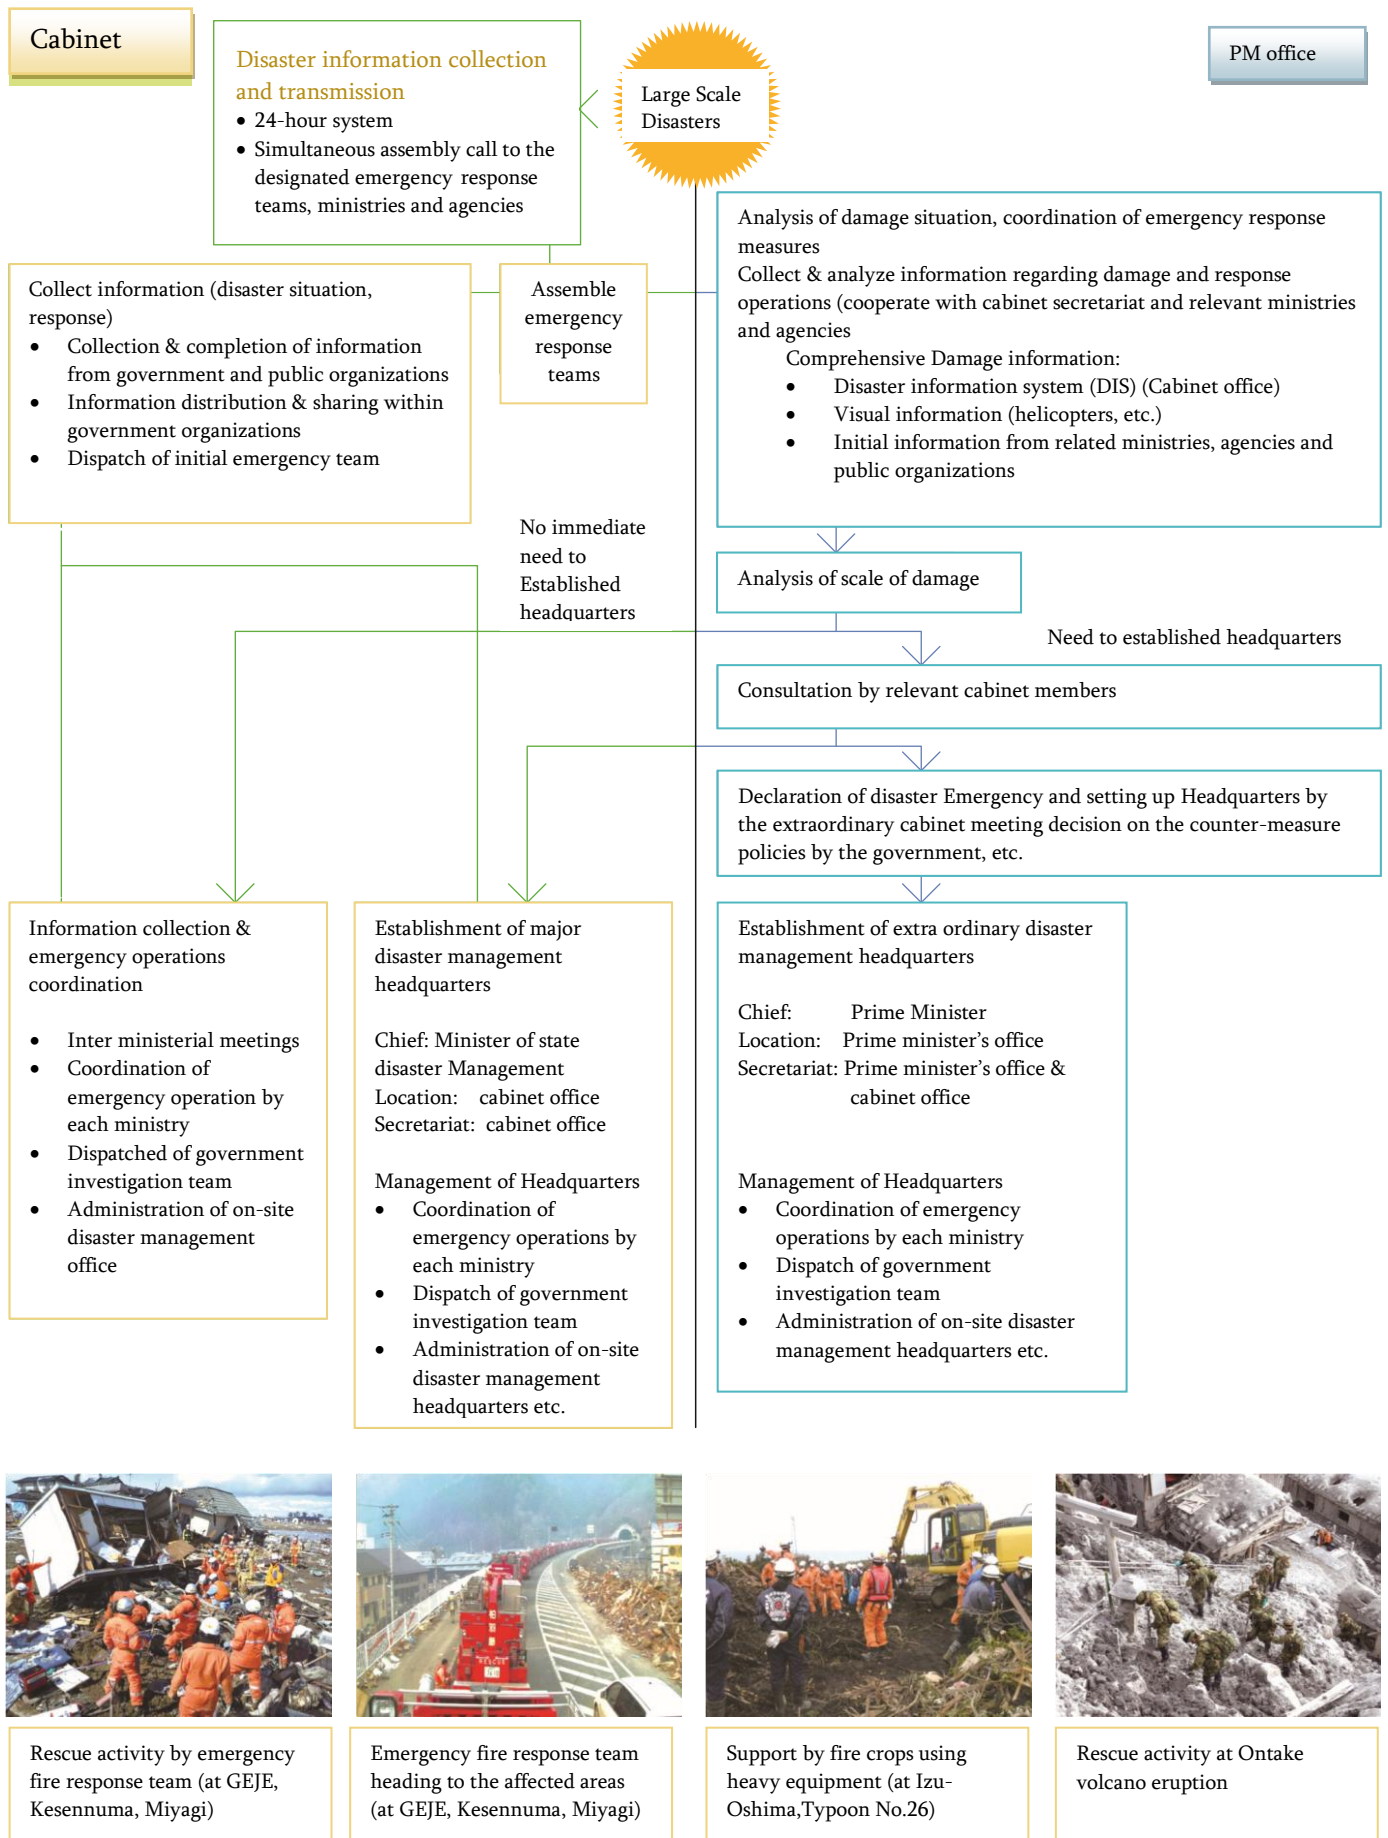 Cabinet
Disaster information collection
and transmission
• 24-hour system
• Simultaneous assembly call to the
designated emergency response
teams, ministries and agencies
Large Scale
Disasters
PM office
Collect information (disaster situation,
response)
• Collection & completion of information
from government and public organizations
• Information distribution & sharing within
government organizations
• Dispatch of initial emergency team
Assemble
emergency
response
teams
Analysis of damage situation, coordination of emergency response
measures
Collect & analyze information regarding damage and response
operations (cooperate with cabinet secretariat and relevant ministries
and agencies
Comprehensive Damage information:
• Disaster information system (DIS) (Cabinet office)
• Visual information (helicopters, etc.)
• Initial information from related ministries, agencies and
public organizations
No immediate
need to
Established
headquarters
Analysis of scale of damage
Need to established headquarters
Consultation by relevant cabinet members
Declaration of disaster Emergency and setting up Headquarters by
the extraordinary cabinet meeting decision on the counter-measure
policies by the government, etc.
Information collection &
emergency operations
coordination
• Inter ministerial meetings
• Coordination of
emergency operation by
each ministry
• Dispatched of government
investigation team
• Administration of on-site
disaster management
office
Establishment of major
disaster management
headquarters
Chief: Minister of state
disaster Management
Location: cabinet office
Secretariat: cabinet office
Management of Headquarters
• Coordination of
emergency operations by
each ministry
• Dispatch of government
investigation team
• Administration of on-site
disaster management
headquarters etc.
Establishment of extra ordinary disaster
management headquarters
Chief: Prime Minister
Location: Prime minister's office
Secretariat: Prime minister's office &
cabinet office
Management of Headquarters
• Coordination of emergency
operations by each ministry
• Dispatch of government
investigation team
• Administration of on-site disaster
management headquarters etc.
RESCUE
Rescue activity by emergency
fire response team (at GEJE,
Kesennuma, Miyagi)
Emergency fire response team
heading to the affected areas
(at GEJE, Kesennuma, Miyagi)
Support by fire crops using
heavy equipment (at Izu-
Oshima,Typoon No.26)
Rescue activity at Ontake
volcano eruption